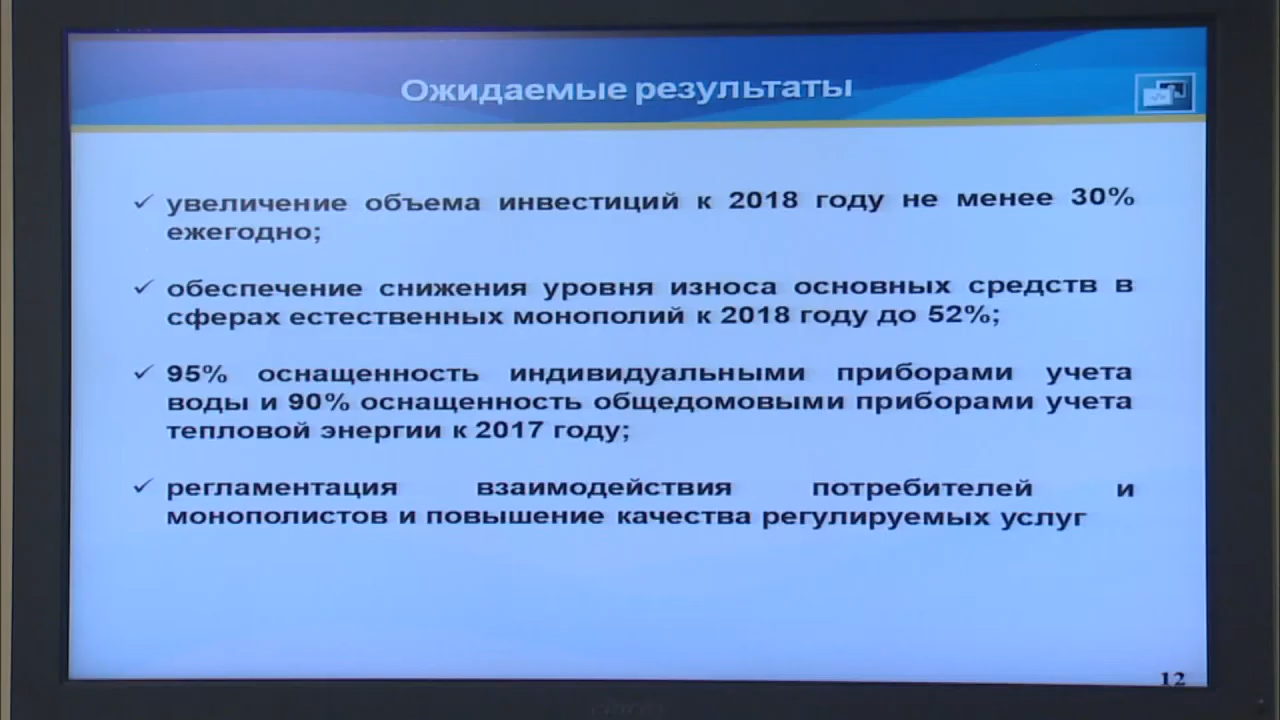 Ожидаемые результаты
✓ увеличение объема инвестиций к 2018 году не менее 30%
ежегодно;
✓ обеспечение снижения уровня износа основных средств в
сферах естественных монополий к 2018 году до 52%;
✓ 95% оснащенность индивидуальными приборами учета
воды и 90% оснащенность общедомовыми приборами учета
тепловой энергии к 2017 году;
✓ регламентация взаимодействия потребителей и
монополистов и повышение качества регулируемых услуг
12